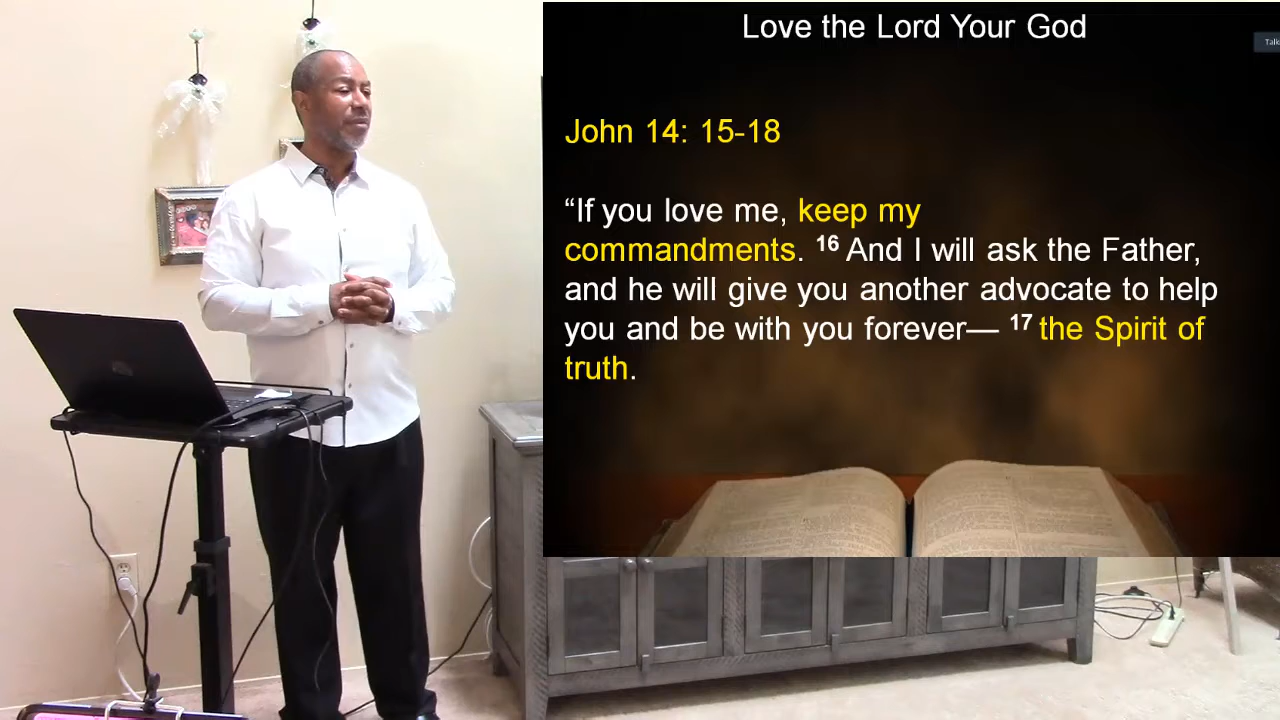 Love the Lord Your God
Talk
John 14: 15-18
“If you love me, keep my
commandments. 16 And I will ask the Father,
and he will give you another advocate to help
you and be with you forever— 17 the Spirit of
truth.